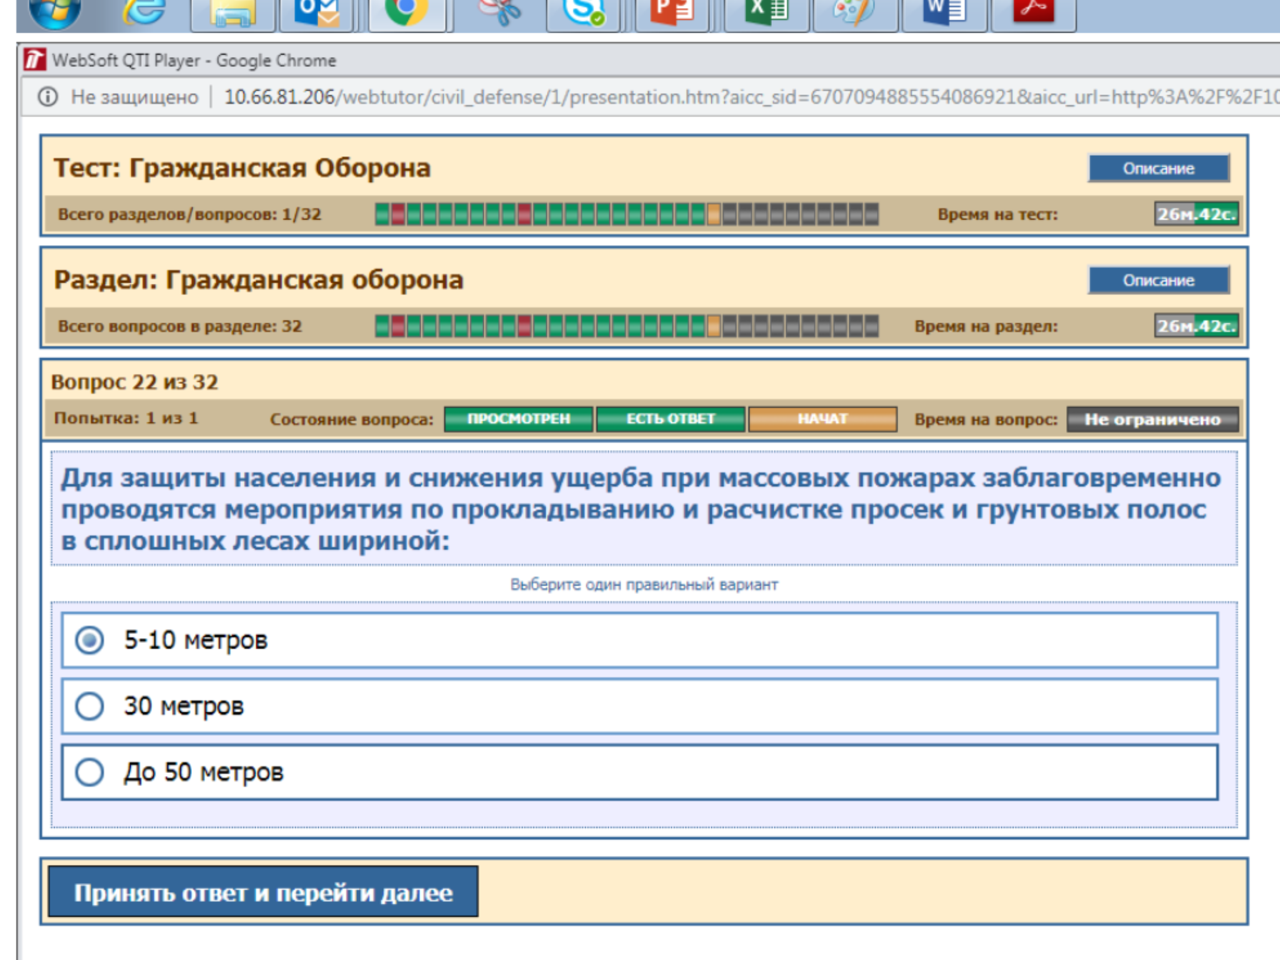 WebSoft QTI Player - Google Chrome
Не защищено | 10.66.81.206/webtutor/civil_defense/1/presentation.htm?aicc_sid=6707094885554086921&aicc_url=http%3A%2F%2F10
Тест: Гражданская Оборона
Описание
Всего разделов/вопросов: 1/32
Время на тест:
26м.42с.
Раздел: Гражданская оборона
Описание
Всего вопросов в разделе: 32
Время на раздел:
26м.42с.
Вопрос 22 из 32
Попытка: 1 из 1
Состояние вопроса:
ПРОСМОТРЕН
ЕСТЬ ОТВЕТ
НАЧАТ
Время на вопрос:
Не ограничено
Для защиты населения и снижения ущерба при массовых пожарах заблаговременно
проводятся мероприятия по прокладыванию и расчистке просек и грунтовых полос
в сплошных лесах шириной:
Выберите один правильный вариант
5-10 метров
30 метров
До 50 метров
Принять ответ и перейти далее